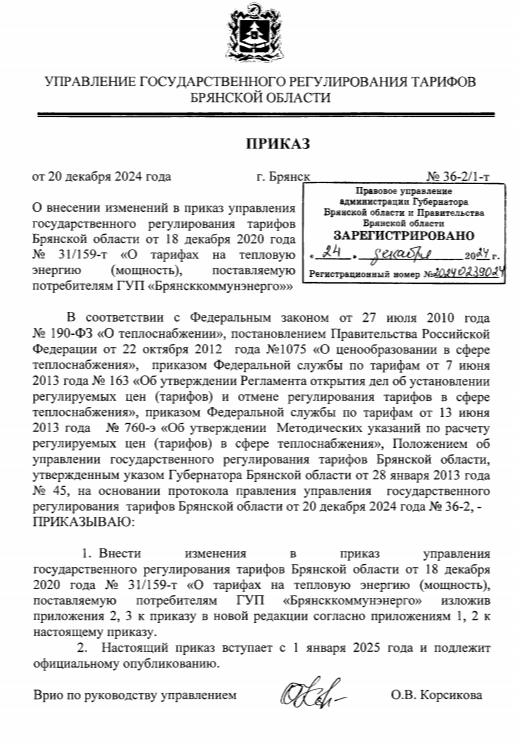 УПРАВЛЕНИЕ ГОСУДАРСТВЕННОГО РЕГУЛИРОВАНИЯ ТАРИФОВ
БРЯНСКОЙ ОБЛАСТИ
ПРИКАЗ
от 20 декабря 2024 года г. Брянск № 36-2/1-т
Правовое управление
администрации Губернатора
Брянской области и Правительства
Брянской области
ЗАРЕГИСТРИРОВАНО
« 24 » декабря 2024 г.
Регистрационный номер № 20240239024
О внесении изменений в приказ управления
государственного регулирования тарифов
Брянской области от 18 декабря 2020 года
№ 31/159-т «О тарифах на тепловую
энергию (мощность), поставляемую
потребителям ГУП «Брянсккоммунэнерго»»
В соответствии с Федеральным законом от 27 июля 2010 года
№ 190-ФЗ «О теплоснабжении», постановлением Правительства Российской
Федерации от 22 октября 2012 года №1075 «О ценообразовании в сфере
теплоснабжения», приказом Федеральной службы по тарифам от 7 июня
2013 года № 163 «Об утверждении Регламента открытия дел об установлении
регулируемых цен (тарифов) и отмене регулирования тарифов в сфере
теплоснабжения», приказом Федеральной службы по тарифам от 13 июня
2013 года № 760-э «Об утверждении Методических указаний по расчету
регулируемых цен (тарифов) в сфере теплоснабжения», Положением об
управлении государственного регулирования тарифов Брянской области,
утвержденным указом Губернатора Брянской области от 28 января 2013 года
№ 45, на основании протокола правления управления государственного
регулирования тарифов Брянской области от 20 декабря 2024 года № 36-2, -
ПРИКАЗЫВАЮ:
1. Внести изменения в приказ управления
государственного регулирования тарифов Брянской области от 18 декабря
2020 года № 31/159-т «О тарифах на тепловую энергию (мощность),
поставляемую потребителям ГУП «Брянсккоммунэнерго» изложив
приложения 2, 3 к приказу в новой редакции согласно приложениям 1, 2 к
настоящему приказу.
2. Настоящий приказ вступает с 1 января 2025 года и подлежит
официальному опубликованию.
Врио по руководству управлением О.В. Корсикова